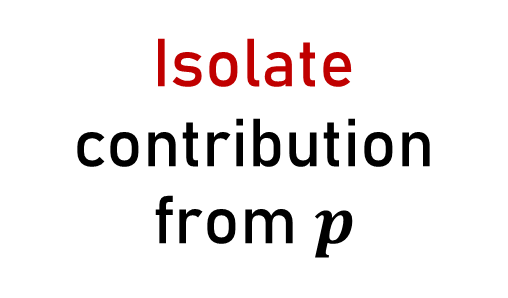 Isolate
contribution
from p